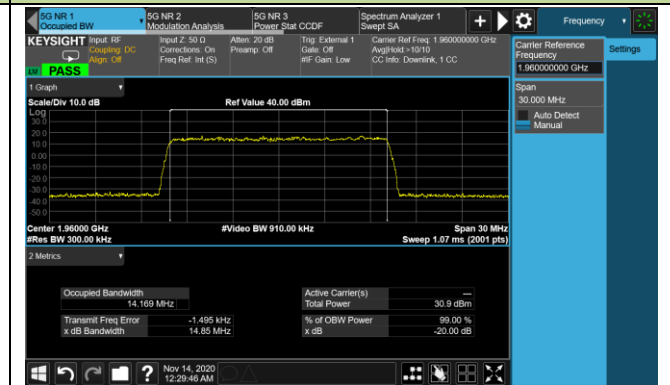 5G NR 1
Occupied BW
5G NR 2
Modulation Analysis
5G NR 3
Power Stat CCDF
Spectrum Analyzer 1
Swept SA
Frequency
KEYSIGHT
Input: RF
Coupling: DC
Align: Off
Input Z: 50 Ω
Corrections: On
Freq Ref: Int (S)
Atten: 20 dB
Preamp: Off
Trig: External 1
Gate: Off
#IF Gain: Low
Carrier Ref Freq: 1.960000000 GHz
Avg|Hold:>10/10
CC Info: Downlink, 1 CC
PASS
Carrier Reference
Frequency
1.960000000 GHz
Settings
Span
30.000 MHz
Auto Detect
Manual
1 Graph
Scale/Div 10.0 dB
Ref Value 40.00 dBm
Log
30.0
20.0
10.0
0.00
-10.0
-20.0
-30.0
-40.0
-50.0
Center 1.96000 GHz
#Video BW 910.00 kHz
Span 30 MHz
#Res BW 300.00 kHz
Sweep 1.07 ms (2001 pts)
2 Metrics
Occupied Bandwidth
14.169 MHz
Active Carrier(s)
—
Total Power
30.9 dBm
Transmit Freq Error
-1.495 kHz
% of OBW Power
99.00 %
x dB Bandwidth
14.85 MHz
x dB
-20.00 dB
?
Nov 14, 2020
12:29:46 AM